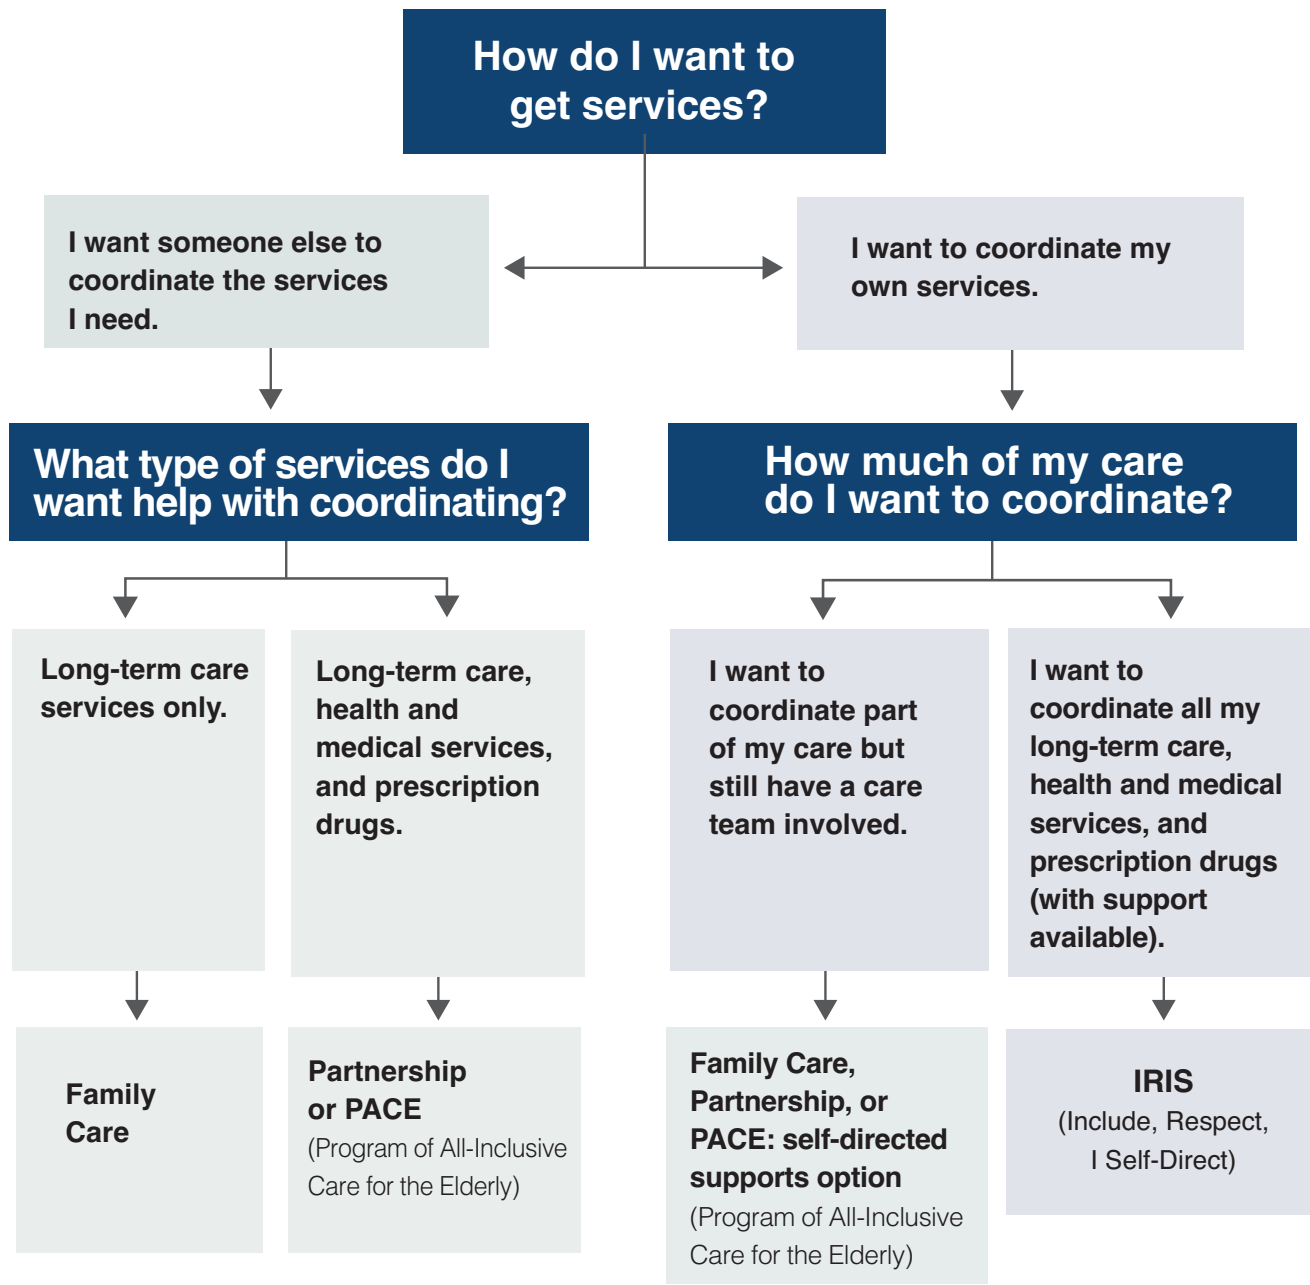 How do I want to
get services?
I want someone else to
coordinate the services
I need.
I want to coordinate my
own services.
What type of services do I
want help with coordinating?
How much of my care
do I want to coordinate?
Long-term care
services only.
Long-term care,
health and
medical services,
and prescription
drugs.
I want to
coordinate part
of my care but
still have a care
team involved.
I want to
coordinate all my
long-term care,
health and medical
services, and
prescription drugs
(with support
available).
Family
Care
Partnership
or PACE
(Program of All-Inclusive
Care for the Elderly)
Family Care,
Partnership, or
PACE: self-directed
supports option
(Program of All-Inclusive
Care for the Elderly)
IRIS
(Include, Respect,
I Self-Direct)